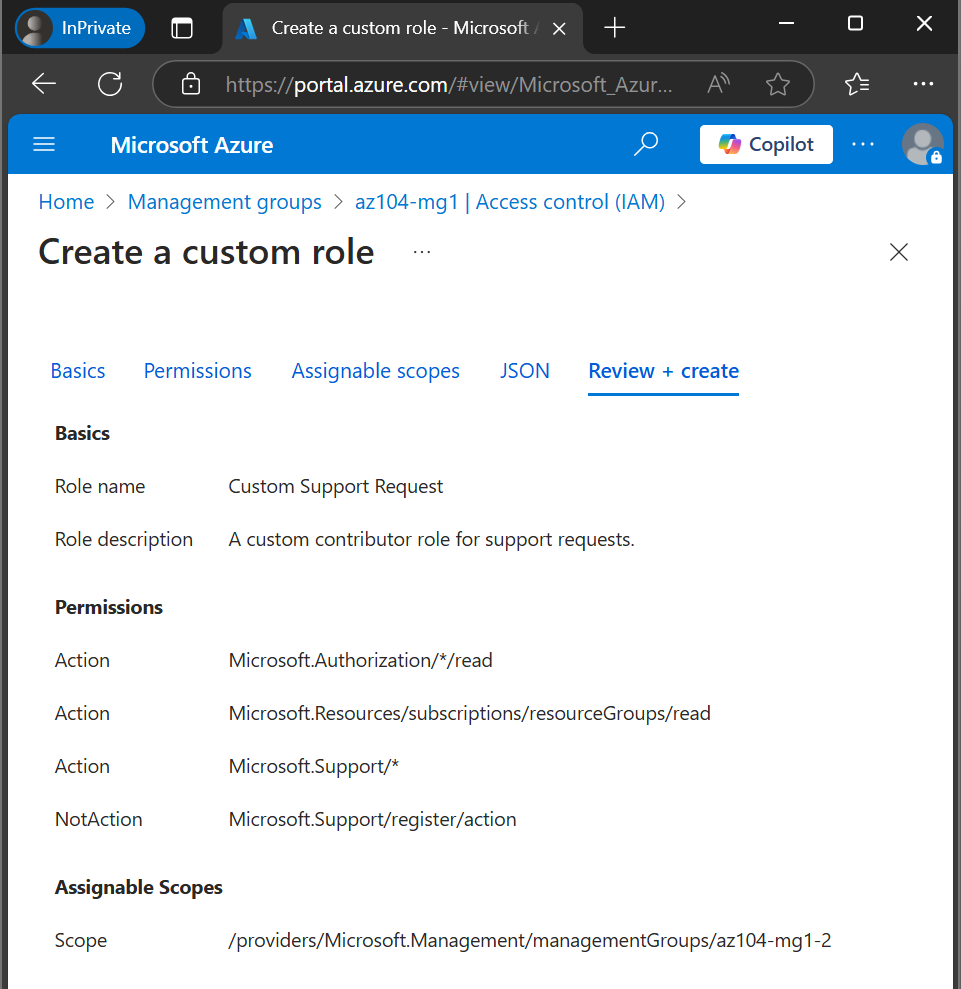 InPrivate
Create a custom role - Microsoft
https://portal.azure.com/#view/Microsoft_Azur...
Microsoft Azure
Copilot
Home > Management groups > az104-mg1 | Access control (IAM) >
Create a custom role ...
Basics Permissions Assignable scopes JSON Review + create
Basics
Role name Custom Support Request
Role description A custom contributor role for support requests.
Permissions
Action Microsoft.Authorization/*/read
Action Microsoft.Resources/subscriptions/resourceGroups/read
Action Microsoft.Support/*
NotAction Microsoft.Support/register/action
Assignable Scopes
Scope /providers/Microsoft.Management/managementGroups/az104-mg1-2